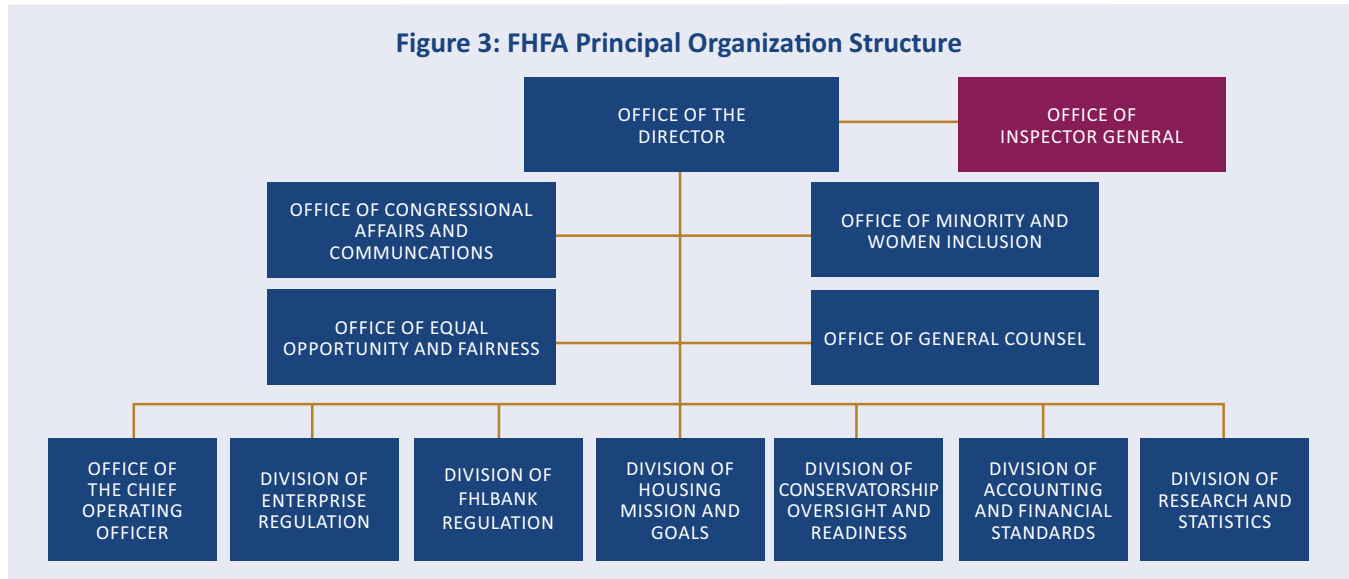 Figure 3: FHFA Principal Organization Structure
OFFICE OF THE
DIRECTOR
OFFICE OF
INSPECTOR GENERAL
OFFICE OF CONGRESSIONAL
AFFAIRS AND
COMMUNCATIONS
OFFICE OF MINORITY AND
WOMEN INCLUSION
OFFICE OF EQUAL
OPPORTUNITY AND FAIRNESS
OFFICE OF GENERAL COUNSEL
OFFICE OF
THE CHIEF
OPERATING
OFFICER
DIVISION OF
ENTERPRISE
REGULATION
DIVISION OF
FHLBANK
REGULATION
DIVISION OF
HOUSING
MISSION AND
GOALS
DIVISION OF
CONSERVATORSHIP
OVERSIGHT AND
READINESS
DIVISION OF
ACCOUNTING
AND FINANCIAL
STANDARDS
DIVISION OF
RESEARCH AND
STATISTICS